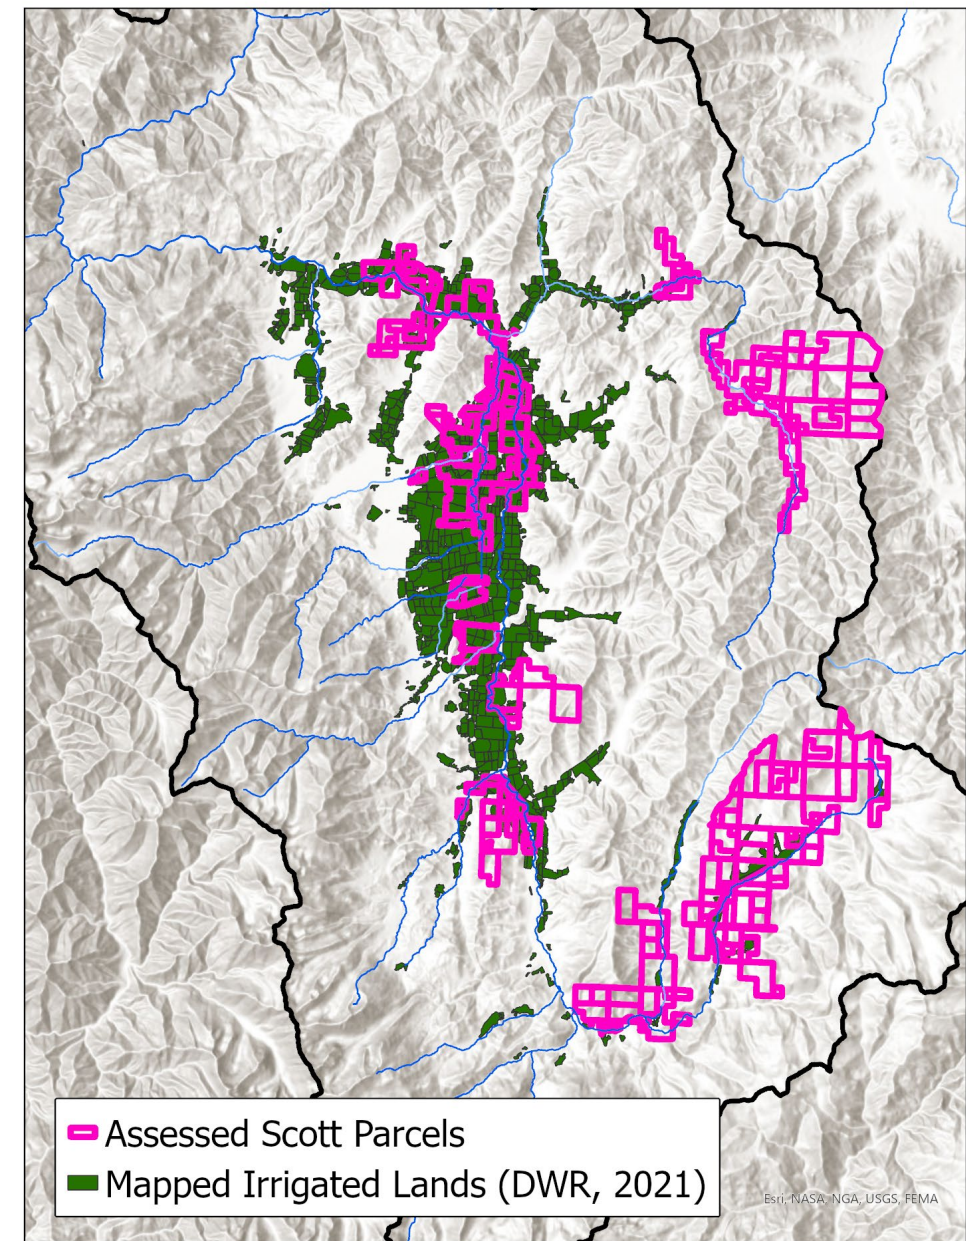 Assessed Scott Parcels
Mapped Irrigated Lands (DWR, 2021)
Esri, NASA, NGA, USGS, FEMA